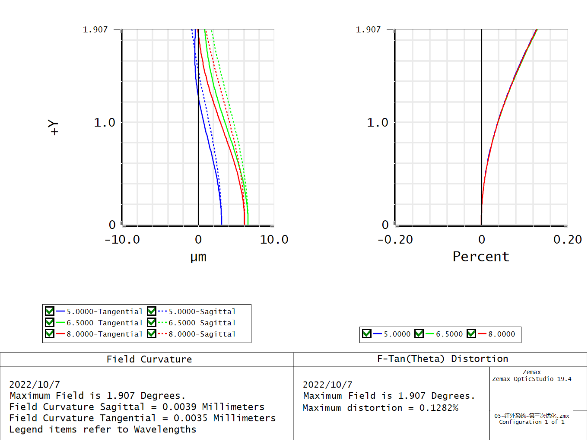 1.907
1.0
+Y
0
-10.0
0
10.0
µm
1.907
1.0
0
-0.20
0
0.20
Percent
5.0000-Tangential
5.0000-Sagittal
6.5000 Tangential
6.5000 Sagittal
8.0000-Tangential
8.0000-Sagittal
5.0000
6.5000
8.0000
Field Curvature
2022/10/7
Maximum Field is 1.907 Degrees.
Field Curvature Sagittal = 0.0039 Millimeters
Field Curvature Tangential = 0.0035 Millimeters
Legend items refer to Wavelengths
F-Tan(Theta) Distortion
2022/10/7
Maximum Field is 1.907 Degrees.
Maximum distortion = 0.1282%
Zemax
Zemax OpticStudio 19.4
Configuration 1 of 1